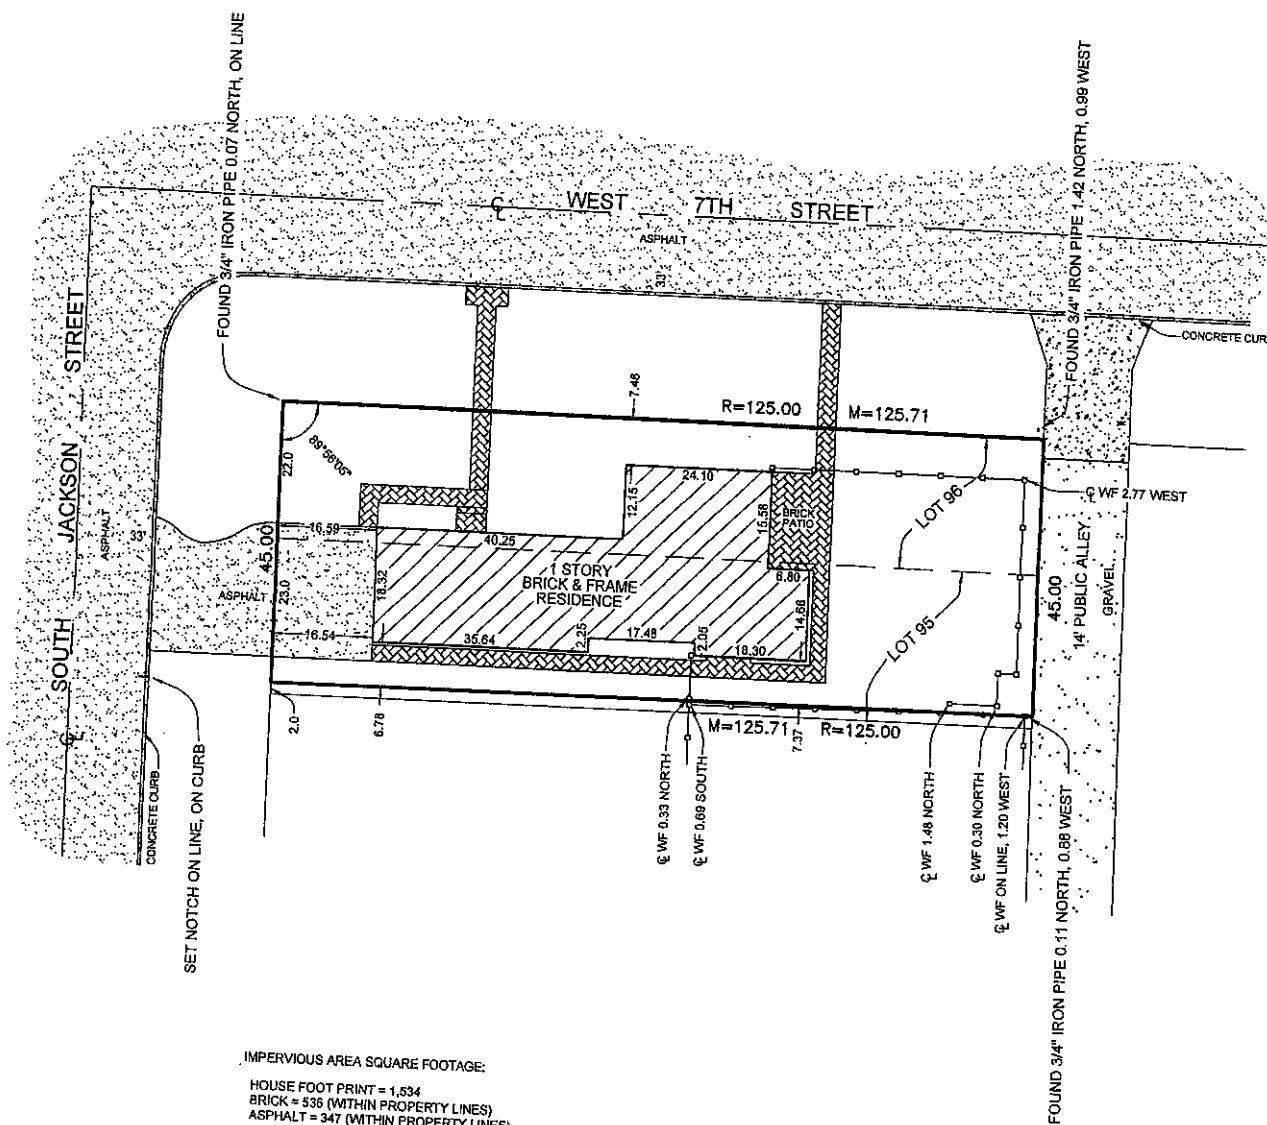 FOUND 3/4" IRON PIPE 0.07 NORTH, ON LINE
FOUND 3/4" IRON PIPE 1.42 NORTH, 0.99 WEST
℄ WEST 7TH STREET
ASPHALT
33'
CONCRETE CUR
SOUTH JACKSON STREET
℄
ASPHALT
33'
7.48
R=125.00 M=125.71
89°56'05"
22.0
45.00
23.0
24.10
12.15
15.58
BRICK
PATIO
LOT 96
℄ WF 2.77 WEST
16.59
40.25
18.32
1 STORY
BRICK & FRAME
RESIDENCE
6.80
14.66
ASPHALT
16.54
35.64
2.25
17.48
2.05
18.30
LOT 95
45.00
14' PUBLIC ALLEY
GRAVEL
2.0
6.78
M=125.71 R=125.00
7.37
CONCRETE CURB
SET NOTCH ON LINE, ON CURB
℄ WF 0.33 NORTH
℄ WF 0.69 SOUTH
℄ WF 1.48 NORTH
℄ WF 0.30 NORTH
℄ WF ON LINE, 1.20 WEST
FOUND 3/4" IRON PIPE 0.11 NORTH, 0.88 WEST
IMPERVIOUS AREA SQUARE FOOTAGE:
HOUSE FOOT PRINT = 1,534
BRICK = 536 (WITHIN PROPERTY LINES)
ASPHALT = 347 (WITHIN PROPERTY LINES)